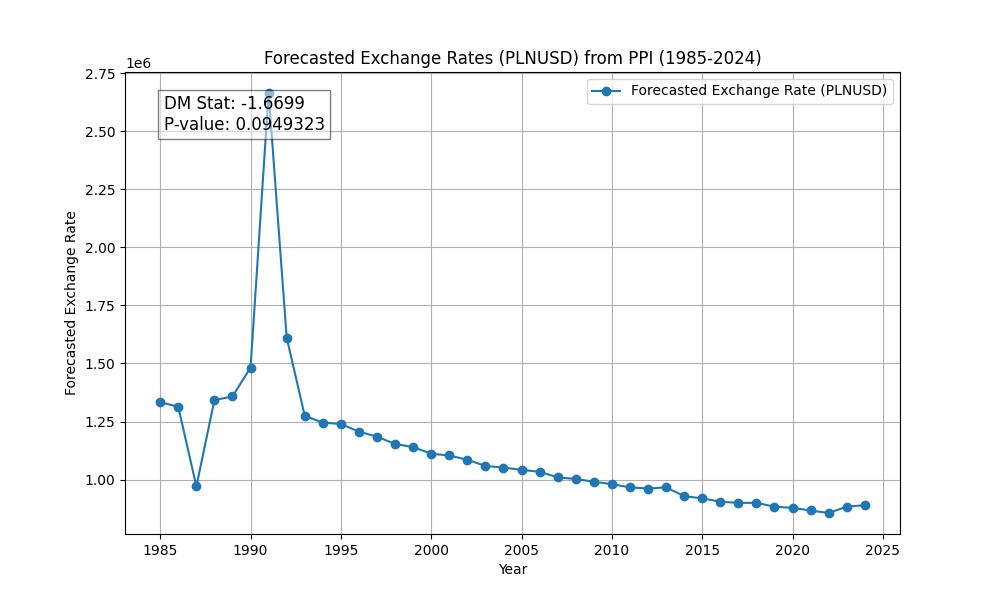 Forecasted Exchange Rates (PLNUSD) from PPI (1985-2024)
1e6
2.75
2.50
2.25
2.00
1.75
1.50
1.25
1.00
Forecasted Exchange Rate
DM Stat: -1.6699
P-value: 0.0949323
Forecasted Exchange Rate (PLNUSD)
1985 1990 1995 2000 2005 2010 2015 2020 2025
Year